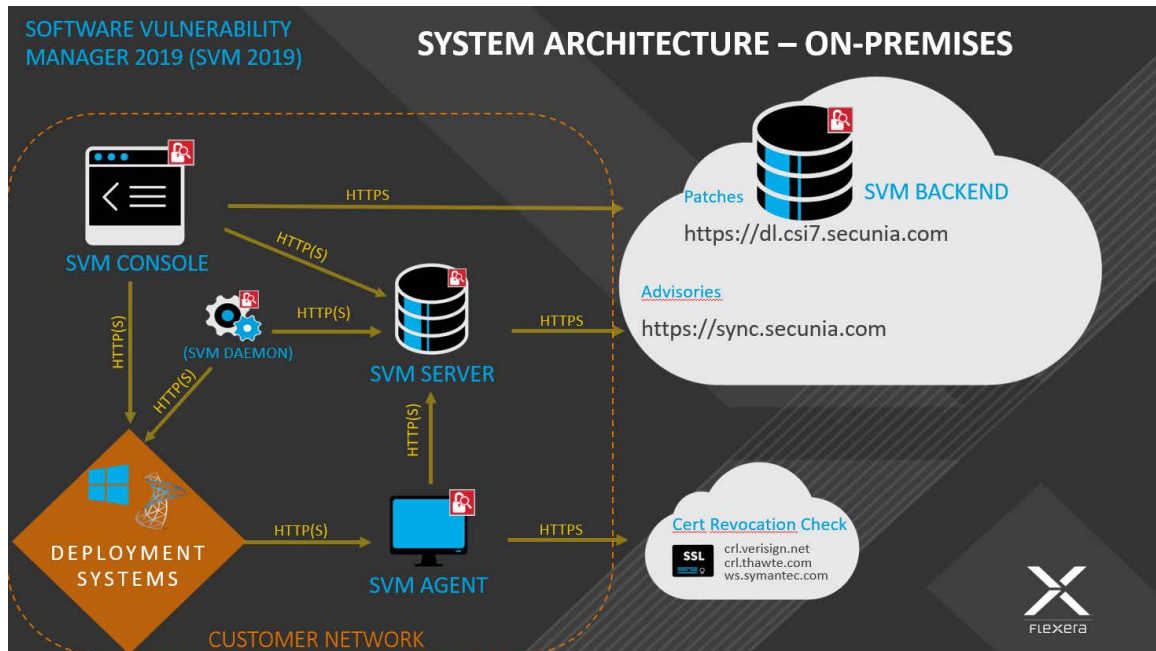 SOFTWARE VULNERABILITY
MANAGER 2019 (SVM 2019)
SYSTEM ARCHITECTURE – ON-PREMISES
HTTPS
Patches
SVM BACKEND
https://dl.csi7.secunia.com
SVM CONSOLE
HTTP(S)
Advisories
https://sync.secunia.com
HTTP(S)
HTTP(S)
HTTPS
(SVM DAEMON)
SVM SERVER
HTTP(S)
HTTP(S)
DEPLOYMENT
SYSTEMS
HTTP(S)
SVM AGENT
HTTPS
Cert Revocation Check
SSL
crl.verisign.net
crl.thawte.com
ws.symantec.com
CUSTOMER NETWORK
FLEXERA